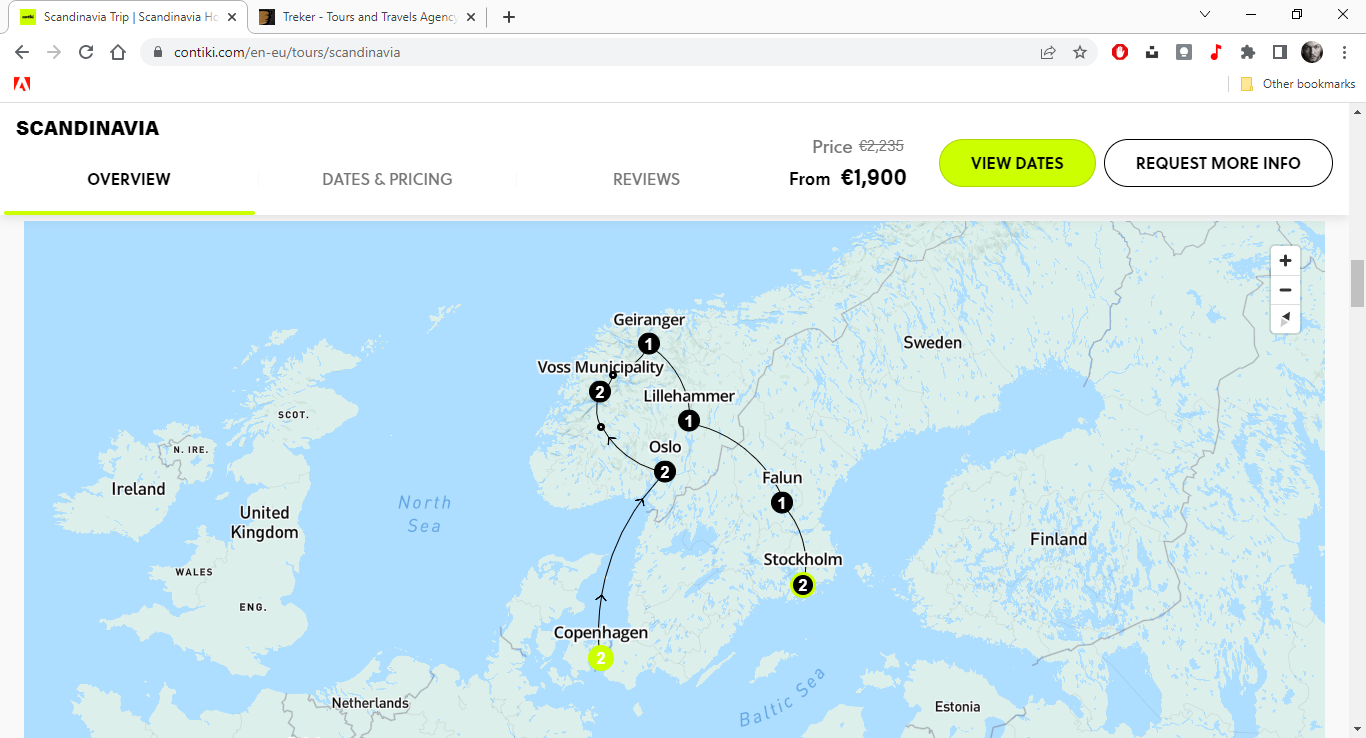 Scandinavia Trip | Scandinavia Ho
Treker - Tours and Travels Agency
contiki.com/en-eu/tours/scandinavia
Other bookmarks
SCANDINAVIA
OVERVIEW
DATES & PRICING
REVIEWS
Price €2,235
From €1,900
VIEW DATES
REQUEST MORE INFO
+
−
Geiranger
1
Sweden
Voss Municipality
2
Lillehammer
1
SCOT.
N. IRE.
Oslo
2
Ireland
Falun
1
North
Sea
United
Kingdom
Finland
Stockholm
2
WALES
ENG.
Copenhagen
2
Baltic Sea
Netherlands
Estonia